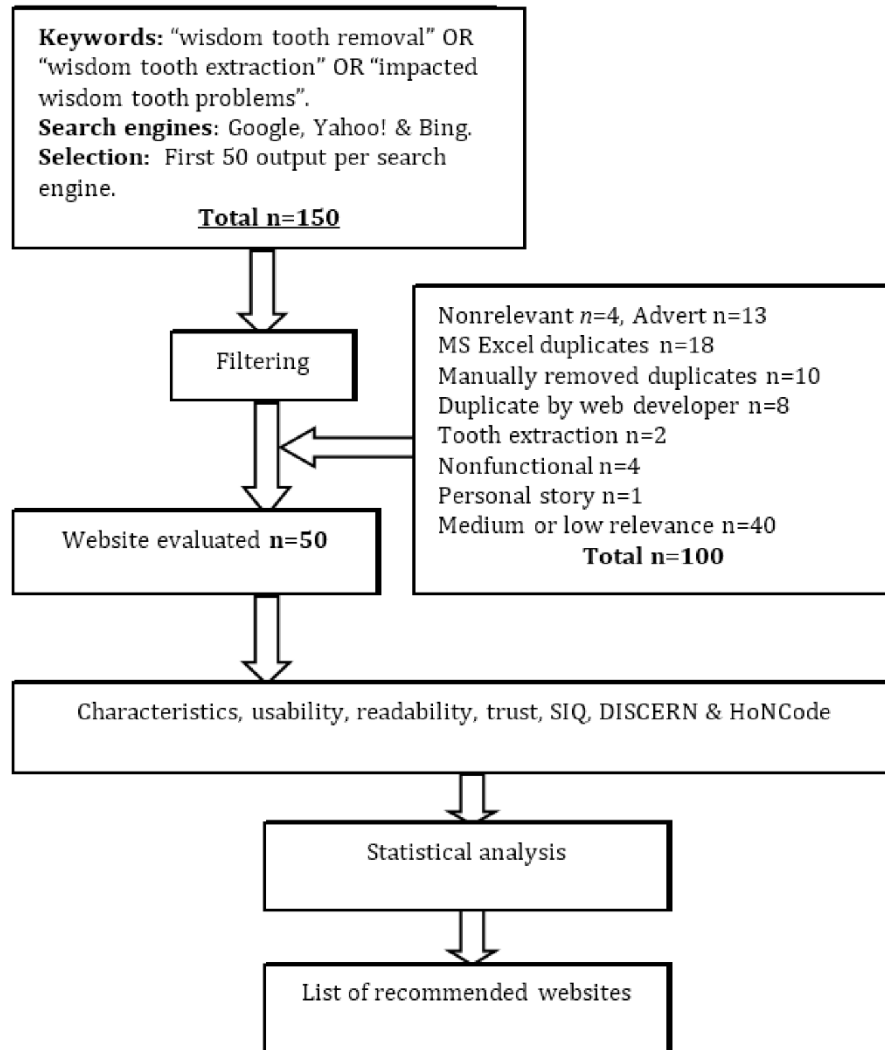 Keywords: “wisdom tooth removal” OR
“wisdom tooth extraction” OR “impacted
wisdom tooth problems”.
Search engines: Google, Yahoo! & Bing.
Selection: First 50 output per search
engine.
Total n=150
Filtering
Nonrelevant n=4, Advert n=13
MS Excel duplicates n=18
Manually removed duplicates n=10
Duplicate by web developer n=8
Tooth extraction n=2
Nonfunctional n=4
Personal story n=1
Medium or low relevance n=40
Total n=100
Website evaluated n=50
Characteristics, usability, readability, trust, SIQ, DISCERN & HoNCode
Statistical analysis
List of recommended websites